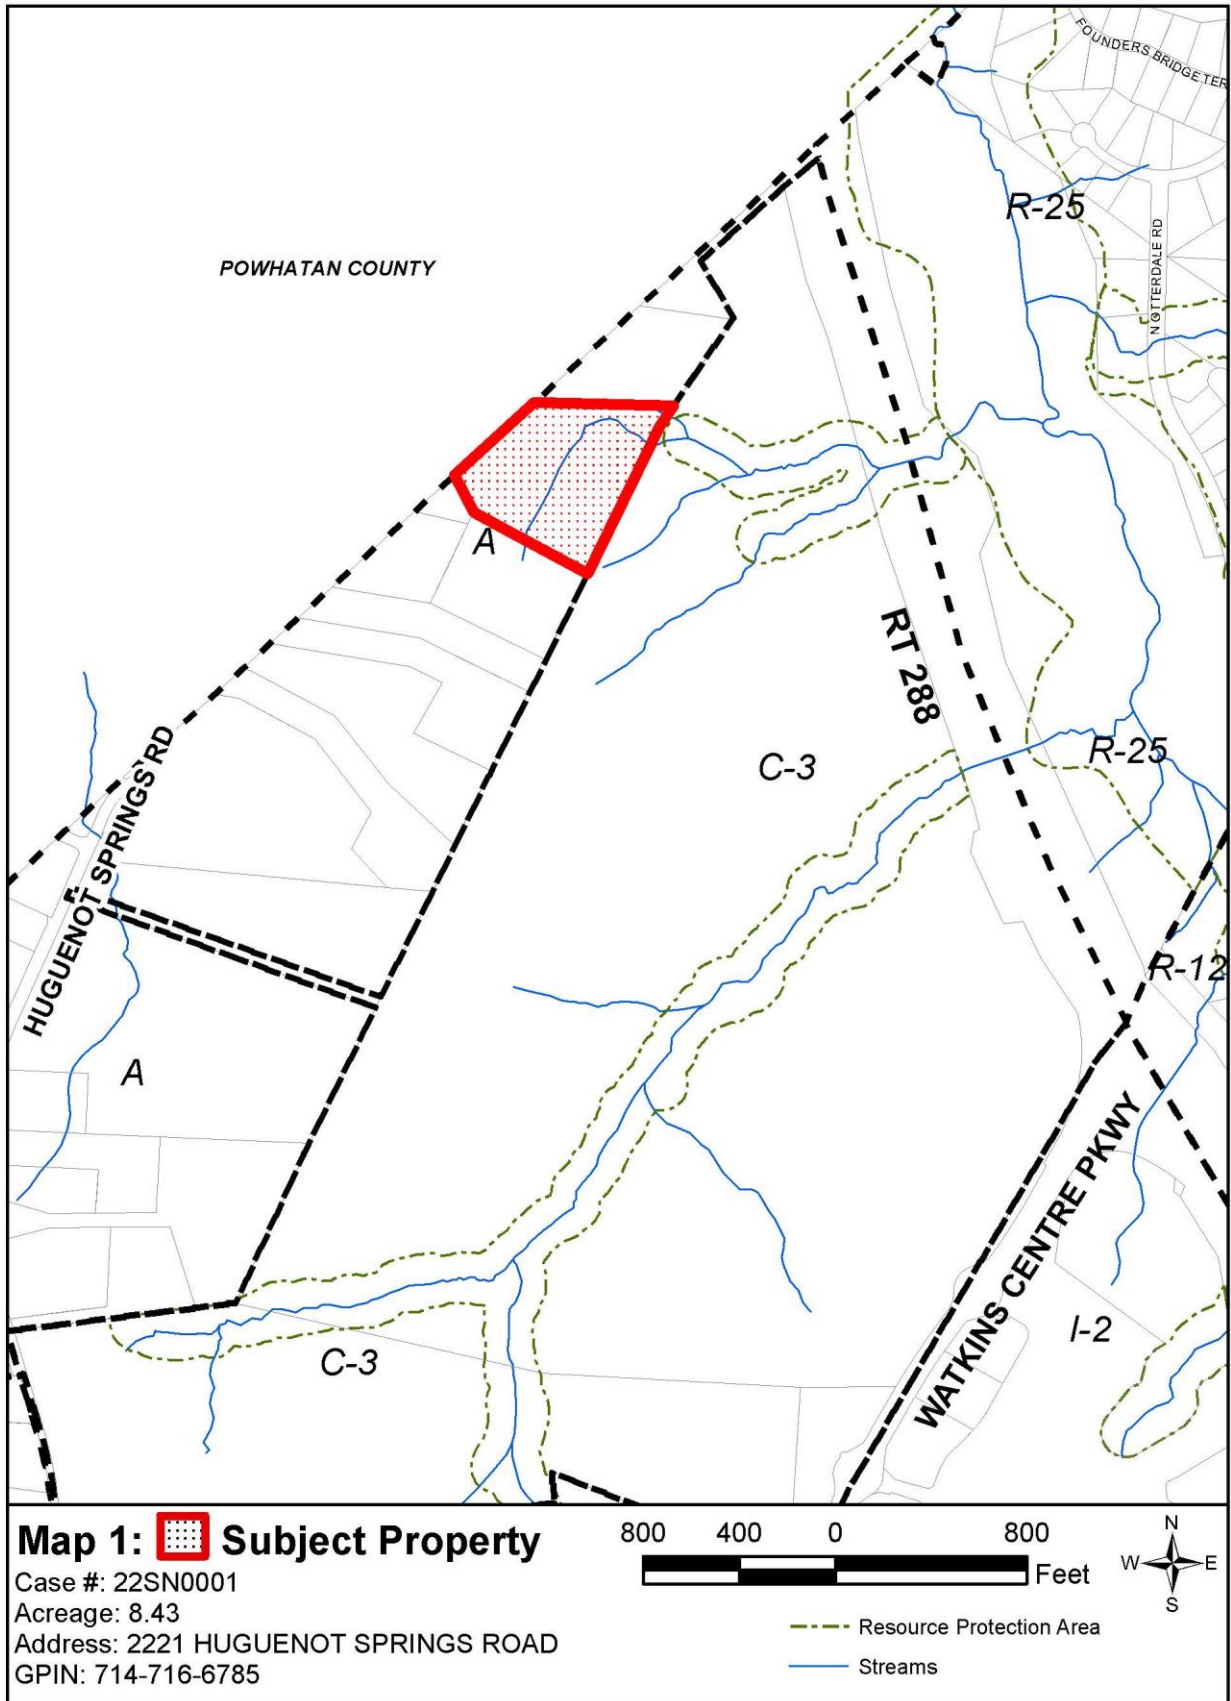 FOUNDERS BRIDGE TER
R-25
N OTTERDALE RD
POWHATAN COUNTY
A
RT 288
C-3
R-25
HUGUENOT SPRINGS RD
R-12
A
WATKINS CENTRE PKWY
I-2
C-3
Map 1: Subject Property
Case #: 22SN0001
Acreage: 8.43
Address: 2221 HUGUENOT SPRINGS ROAD
GPIN: 714-716-6785
800 400 0 800
Feet
Resource Protection Area
Streams
N
W E
S